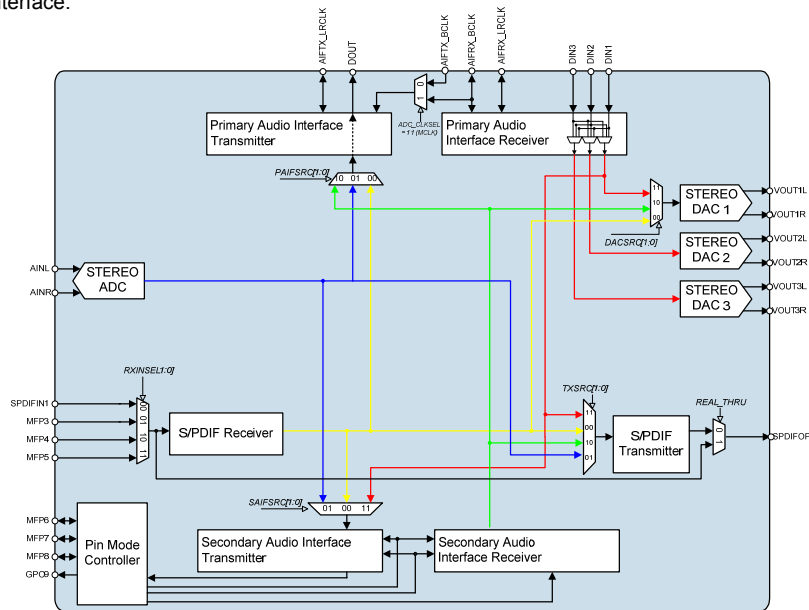 interface.
AIFTX_LRCLK
DOUT
AIFTX_BCLK
AIFRX_BCLK
AIFRX_LRCLK
DIN3
DIN2
DIN1
Primary Audio Interface
Transmitter
1 0
ADC_CLKSEL
= 11 (MCLK)
Primary Audio
Interface Receiver
PAIFSRC[1:0]
10 01 00
11
10
00
DACSRC[1:0]
STEREO
DAC 1
VOUT1L
VOUT1R
STEREO
DAC 2
VOUT2L
VOUT2R
STEREO
DAC 3
VOUT3L
VOUT3R
AINL
AINR
STEREO
ADC
RXINSEL1:0]
SPDIFIN1
MFP3
MFP4
MFP5
00
01
10
11
S/PDIF Receiver
TXSRC[1:0]
11
00
10
01
S/PDIF
Transmitter
REAL_THRU
0
1
SPDIFOP
SAIFSRC[1:0]
01 00 11
MFP6
MFP7
MFP8
GPO9
Pin Mode
Controller
Secondary Audio Interface
Transmitter
Secondary Audio
Interface Receiver